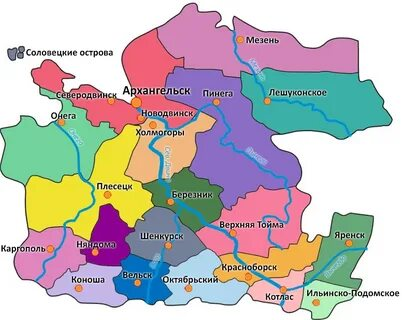 Мезень
Соловецкие острова
Архангельск
Северодвинск
Пинега
Лешуконское
Онега
Новодвинск
Холмогоры
Плесецк
Березник
Верхняя Тойма
Каргополь
Няндома
Шенкурск
Яренск
Красноборск
Коноша
Вельск
Октябрьский
Котлас
Ильинско-Подомское